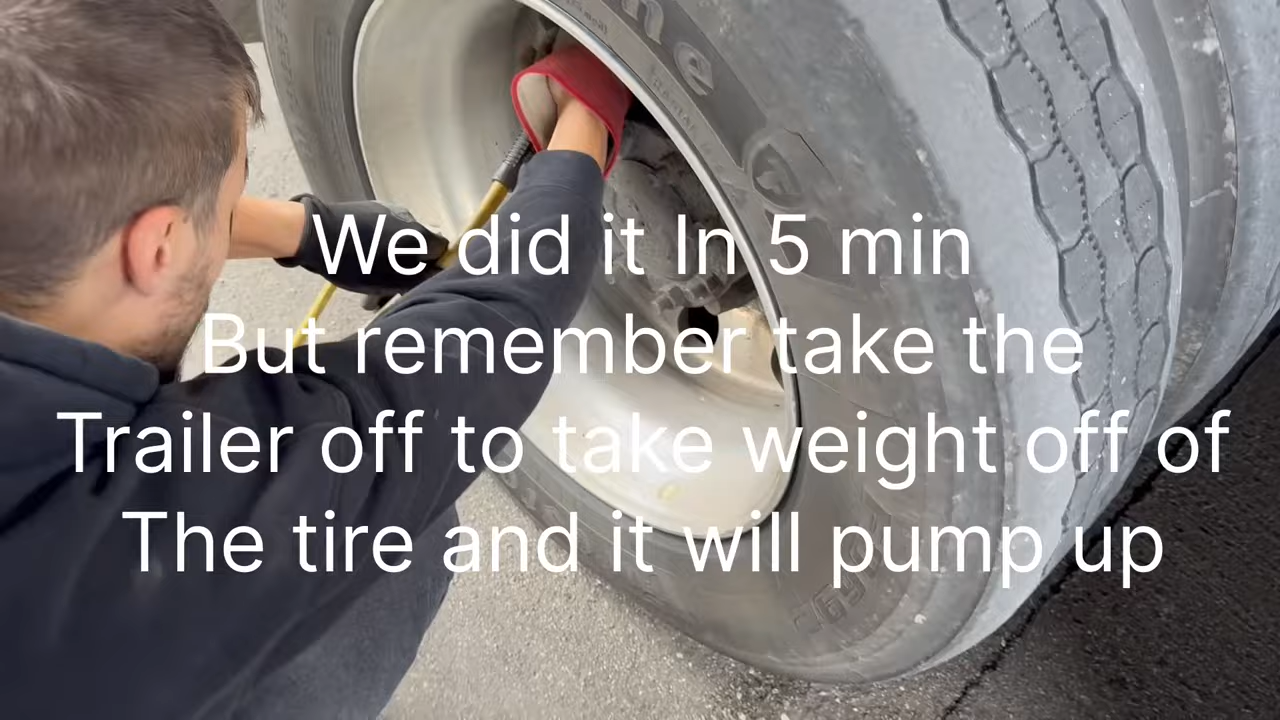 We did it In 5 min
But remember take the
Trailer off to take weight off of
The tire and it will pump up